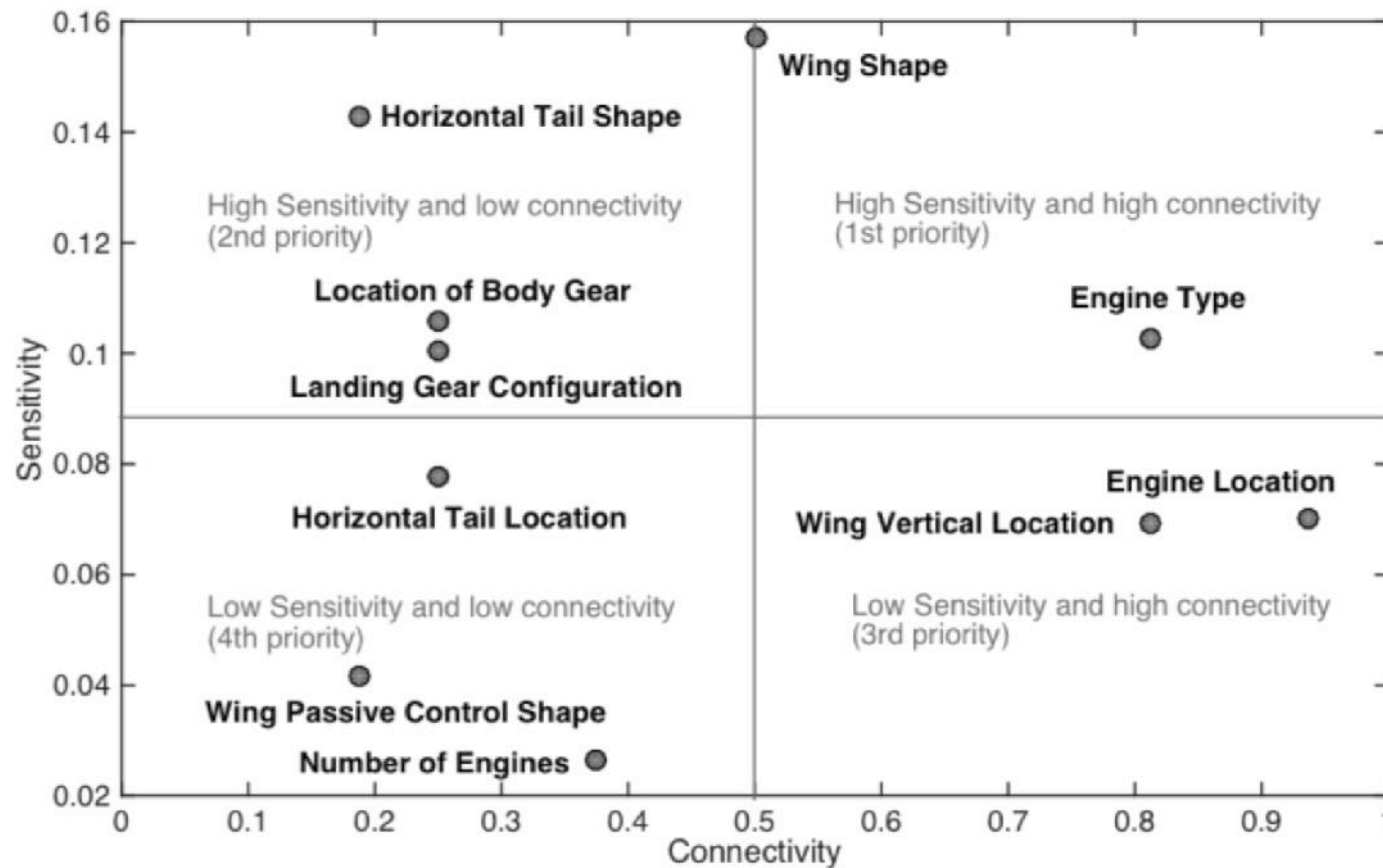 0.16
Wing Shape
Horizontal Tail Shape
0.14
High Sensitivity and low connectivity
(2nd priority)
High Sensitivity and high connectivity
(1st priority)
0.12
Location of Body Gear
Engine Type
0.1
Landing Gear Configuration
Sensitivity
0.08
Engine Location
Horizontal Tail Location
Wing Vertical Location
0.06
Low Sensitivity and low connectivity
(4th priority)
Low Sensitivity and high connectivity
(3rd priority)
0.04
Wing Passive Control Shape
Number of Engines
0.02
0 0.1 0.2 0.3 0.4 0.5 0.6 0.7 0.8 0.9
Connectivity